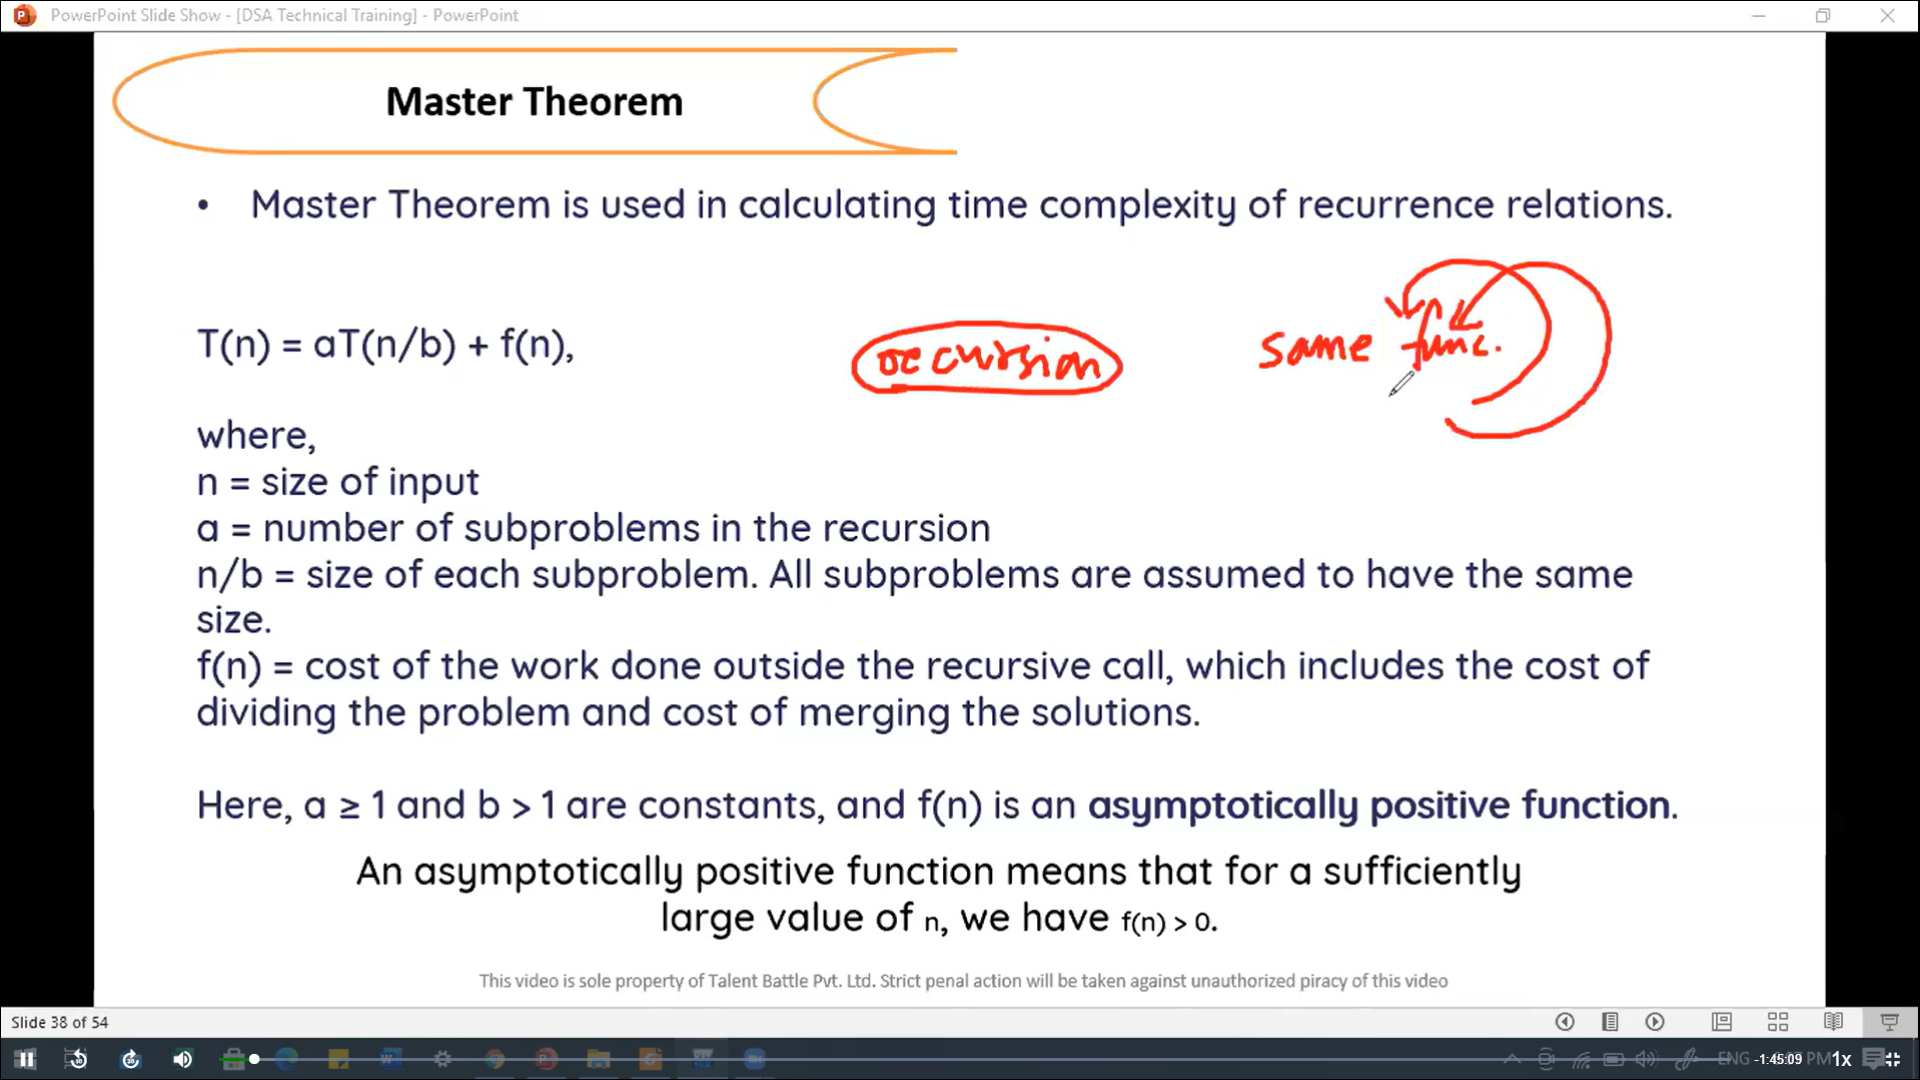 PowerPoint Slide Show - [DSA Technical Training] - PowerPoint
Master Theorem
• Master Theorem is used in calculating time complexity of recurrence relations.
T(n) = aT(n/b) + f(n),
recursion
same func.
where,
n = size of input
a = number of subproblems in the recursion
n/b = size of each subproblem. All subproblems are assumed to have the same
size.
f(n) = cost of the work done outside the recursive call, which includes the cost of
dividing the problem and cost of merging the solutions.
Here, a ≥ 1 and b > 1 are constants, and f(n) is an asymptotically positive function.
An asymptotically positive function means that for a sufficiently
large value of n, we have f(n) > 0.
This video is sole property of Talent Battle Pvt. Ltd. Strict penal action will be taken against unauthorized piracy of this video
Slide 38 of 54
ENG -1:45:09 PM 1x